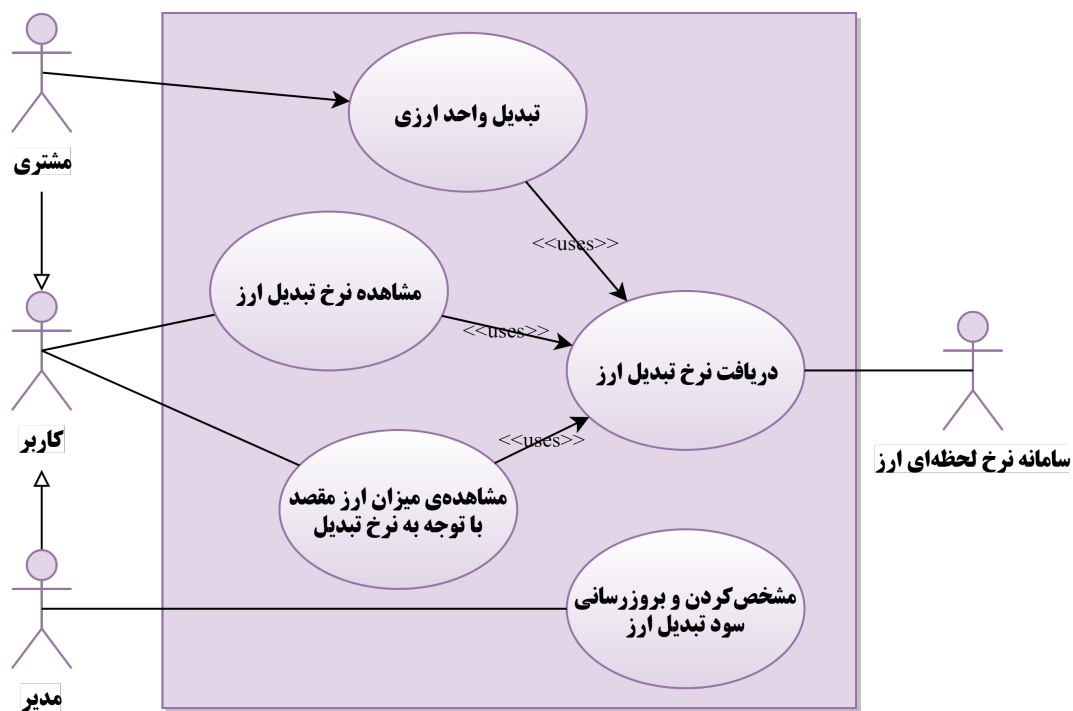 مشتری
تبدیل واحد ارزی
<<uses>>
مشاهده نرخ تبدیل ارز
<<uses>>
دریافت نرخ تبدیل ارز
کاربر
<<uses>>
سامانه نرخ لحظه‌ای ارز
مشاهده‌ی میزان ارز مقصد
با توجه به نرخ تبدیل
مشخص‌کردن و بروزرسانی
سود تبدیل ارز
مدیر